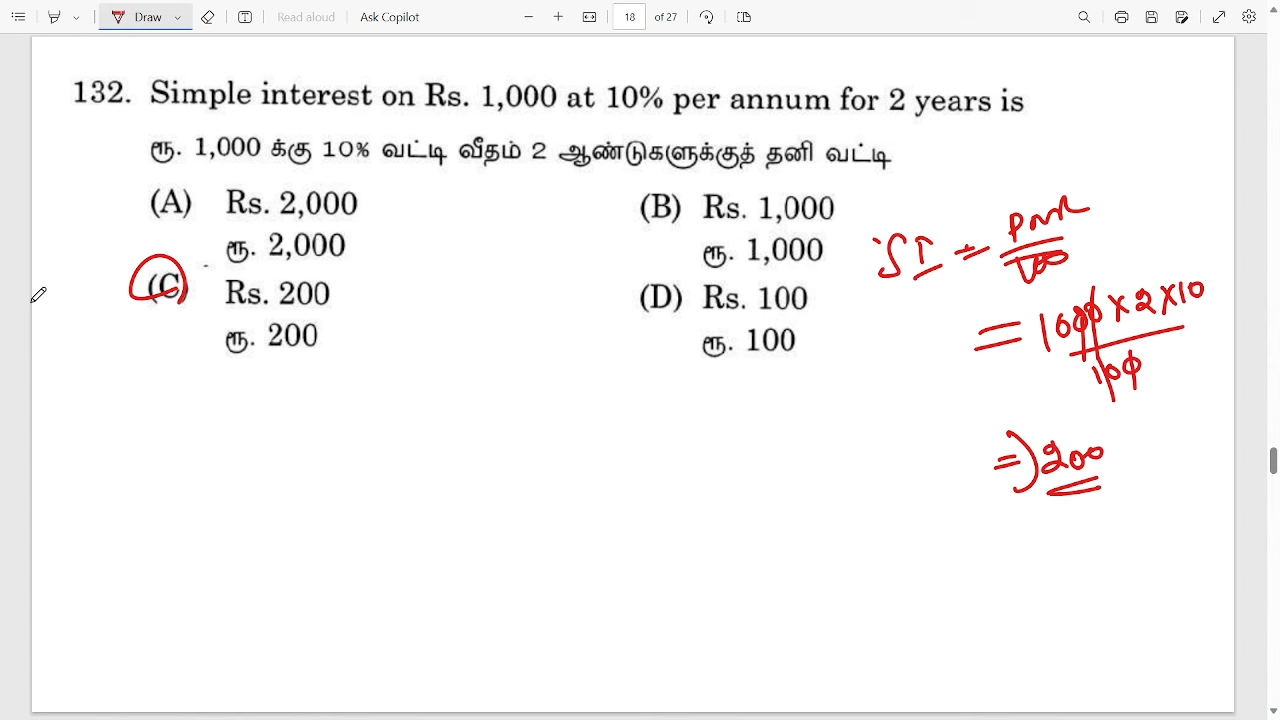 Draw
Read aloud
Ask Copilot
18 of 27
132. Simple interest on Rs. 1,000 at 10% per annum for 2 years is
ரூ. 1,000 க்கு 10% வட்டி வீதம் 2 ஆண்டுகளுக்குத் தனி வட்டி
(A) Rs. 2,000 (B) Rs. 1,000
ரூ. 2,000 ரூ. 1,000
(C) Rs. 200 (D) Rs. 100
ரூ. 200 ரூ. 100
SI = PNR
100
= 1000 × 2 × 10
100
⇒ 200